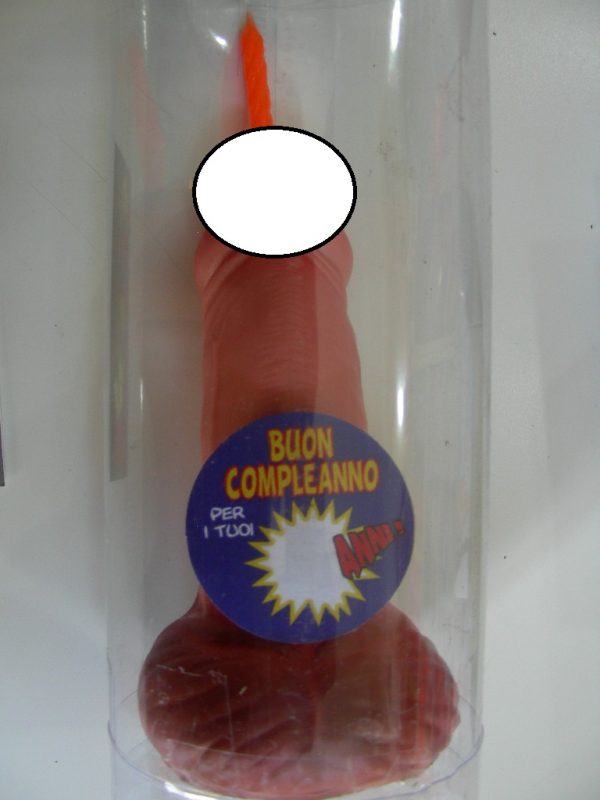 BUON
COMPLEANNO
PER
I TUOI
ANNI!